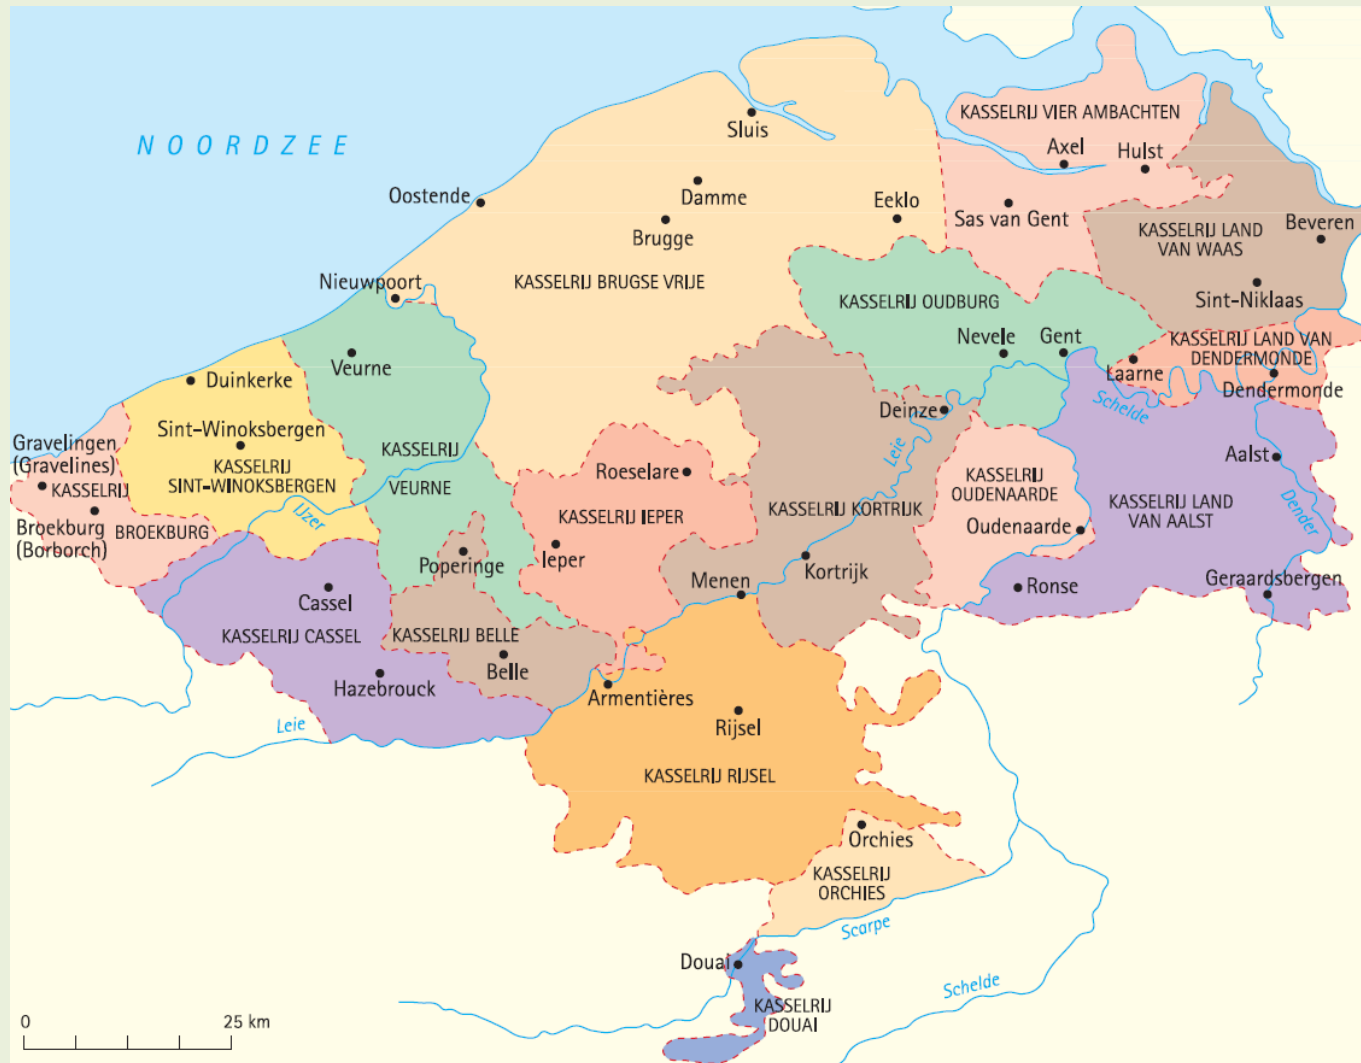 NOORDZEE
Sluis
KASSELRIJ VIER AMBACHTEN
Axel
Hulst
Oostende
Damme
Eeklo
Sas van Gent
Brugge
KASSELRIJ LAND
VAN WAAS
Beveren
Nieuwpoort
KASSELRIJ BRUGSE VRIJE
KASSELRIJ OUDBURG
Sint-Niklaas
Veurne
Nevele
Gent
KASSELRIJ LAND VAN
DENDERMONDE
Laarne
Dendermonde
Duinkerke
Deinze
Schelde
Sint-Winoksbergen
KASSELRIJ
SINT-WINOKSBERGEN
Gravelingen
(Gravelines)
KASSELRIJ
BROEKBURG
Broekburg
(Borborch)
IJzer
KASSELRIJ
VEURNE
Roeselare
Leie
KASSELRIJ
OUDENAARDE
Aalst
KASSELRIJ IEPER
KASSELRIJ KORTRIJK
KASSELRIJ LAND
VAN AALST
Dender
Oudenaarde
Poperinge
Ieper
Kortrijk
Menen
Ronse
Geraardsbergen
Cassel
KASSELRIJ CASSEL
KASSELRIJ BELLE
Belle
Hazebrouck
Armentières
Leie
Rijsel
KASSELRIJ RIJSEL
Orchies
KASSELRIJ
ORCHIES
Scarpe
Douai
Schelde
KASSELRIJ
DOUAI
0
25 km